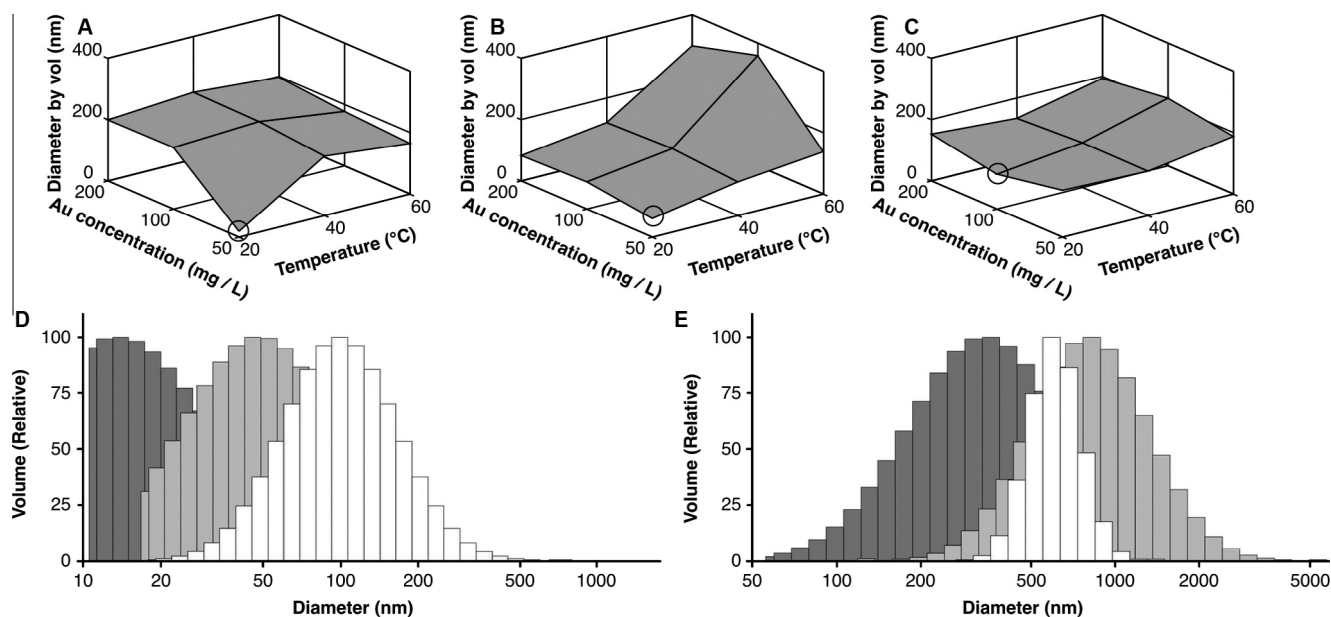 A
Diameter by vol (nm)
400
200
0
200
100
50
20
40
60
Au concentration (mg / L)
Temperature (°C)
B
Diameter by vol (nm)
400
200
0
200
100
50
20
40
60
Au concentration (mg / L)
Temperature (°C)
C
Diameter by vol (nm)
400
200
0
200
100
50
20
40
60
Au concentration (mg / L)
Temperature (°C)
D
Volume (Relative)
100
75
50
25
0
10 20 50 100 200 500 1000
Diameter (nm)
E
Volume (Relative)
100
75
50
25
0
50 100 200 500 1000 2000 5000
Diameter (nm)